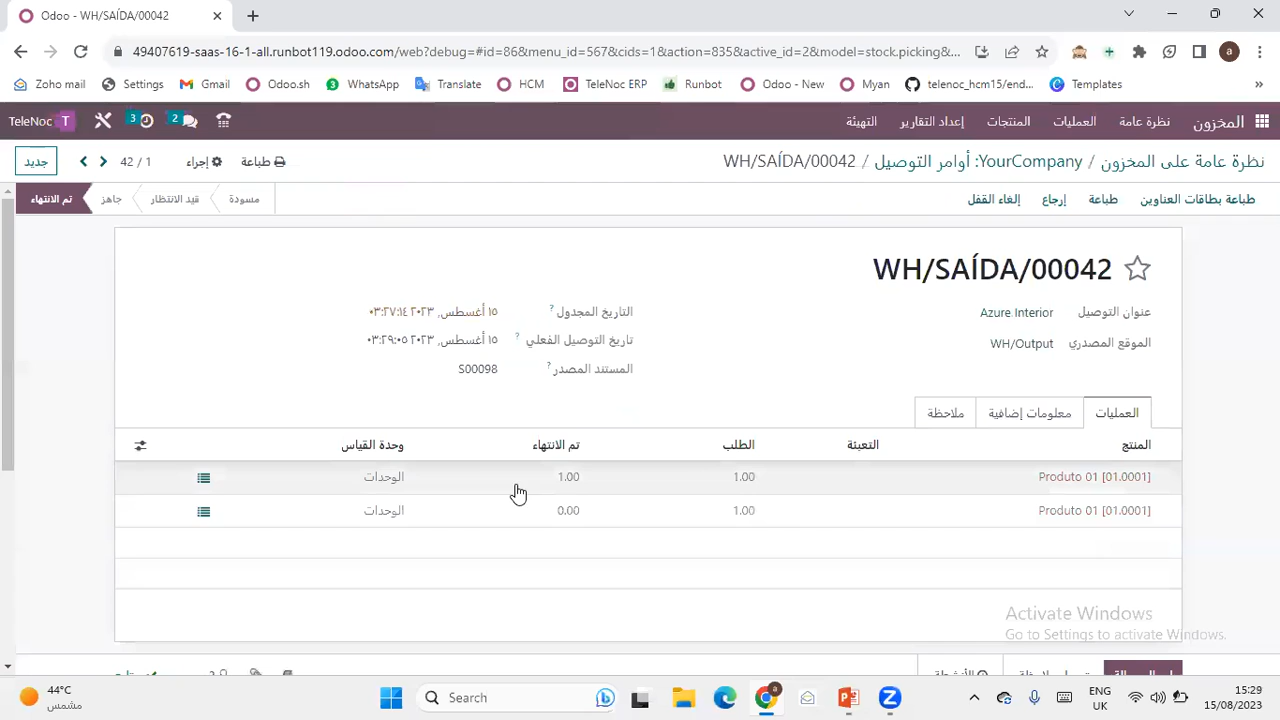 Odoo - WH/SAÍDA/00042
49407619-saas-16-1-all.runbot119.odoo.com/web?debug=#id=86&menu_id=567&cids=1&action=835&active_id=2&model=stock.picking&...
Zoho mail Settings Gmail Odoo.sh WhatsApp Translate HCM TeleNoc ERP Runbot Odoo - New Myan telenoc_hcm15/end... Templates »
المخزون نظرة عامة العمليات المنتجات إعداد التقارير التهيئة 2 3 TeleNoc
نظرة عامة على المخزون / YourCompany: أوامر التوصيل / WH/SAÍDA/00042 طباعة إجراء 42 / 1 جديد
طباعة بطاقات العناوين طباعة إرجاع إلغاء القفل مسودة قيد الانتظار جاهز تم الانتهاء
WH/SAÍDA/00042
عنوان التوصيل Azure Interior التاريخ المجدول ? ١٥ أغسطس, ٢٠٢٣ ٠٣:٢٧:١٤
الموقع المصدري WH/Output تاريخ التوصيل الفعلي ? ١٥ أغسطس, ٢٠٢٣ ٠٣:٢٩:٠٥
المستند المصدر ? S00098
العمليات معلومات إضافية ملاحظة
المنتج التعبئة الطلب تم الانتهاء وحدة القياس
[01.0001] Produto 01 1.00 1.00 الوحدات
[01.0001] Produto 01 1.00 0.00 الوحدات
Activate Windows
Go to Settings to activate Windows.
44°C
مشمس
Search
ENG
UK
15:29
15/08/2023